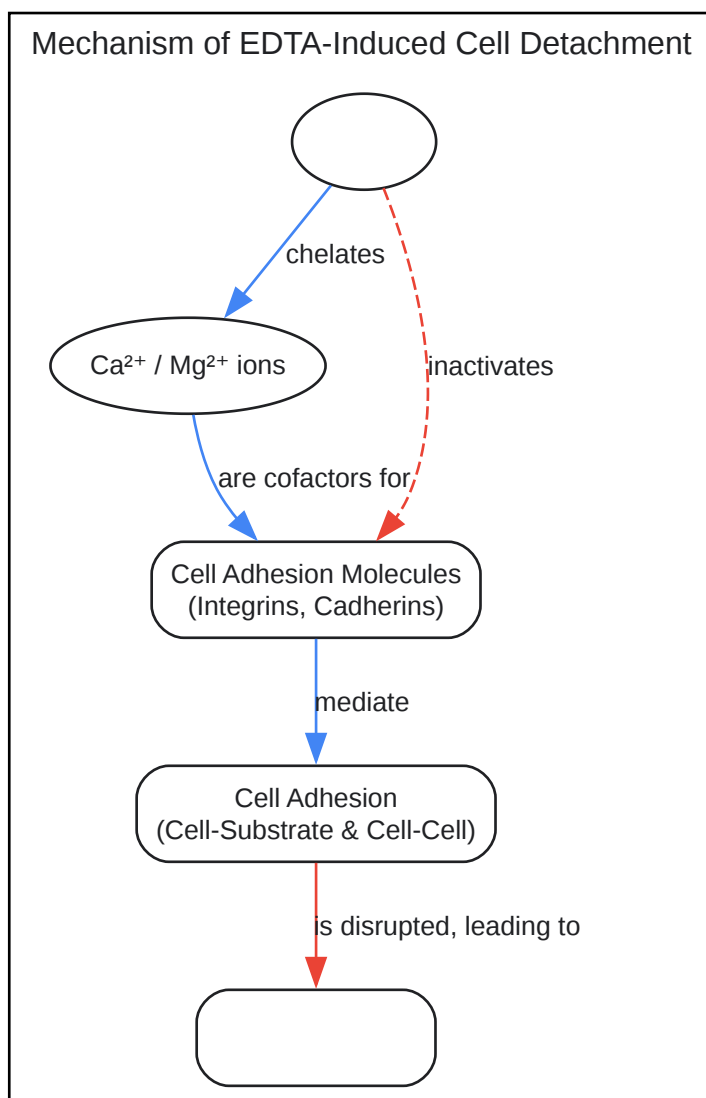 Mechanism of EDTA-Induced Cell Detachment
chelates
Ca²⁺ / Mg²⁺ ions
inactivates
are cofactors for
Cell Adhesion Molecules
(Integrins, Cadherins)
mediate
Cell Adhesion
(Cell-Substrate & Cell-Cell)
is disrupted, leading to